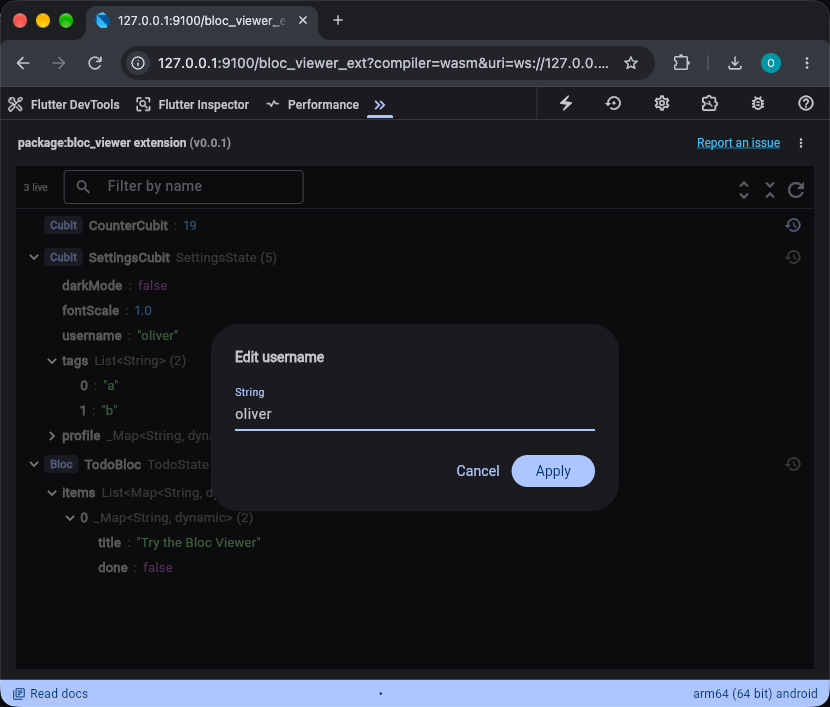 127.0.0.1:9100/bloc_viewer_e
127.0.0.1:9100/bloc_viewer_ext?compiler=wasm&uri=ws://127.0.0....
O
Flutter DevTools
Flutter Inspector
Performance
package:bloc_viewer extension (v0.0.1)
Report an issue
3 live
Filter by name
Cubit CounterCubit : 19
Cubit SettingsCubit SettingsState (5)
darkMode : false
fontScale : 1.0
username : "oliver"
tags List<String> (2)
0 : "a"
1 : "b"
profile _Map<String, dyna
Bloc TodoBloc TodoState
items List<Map<String, d
0 _Map<String, dynamic> (2)
title : "Try the Bloc Viewer"
done : false
Edit username
String
oliver
Cancel
Apply
Read docs
•
arm64 (64 bit) android